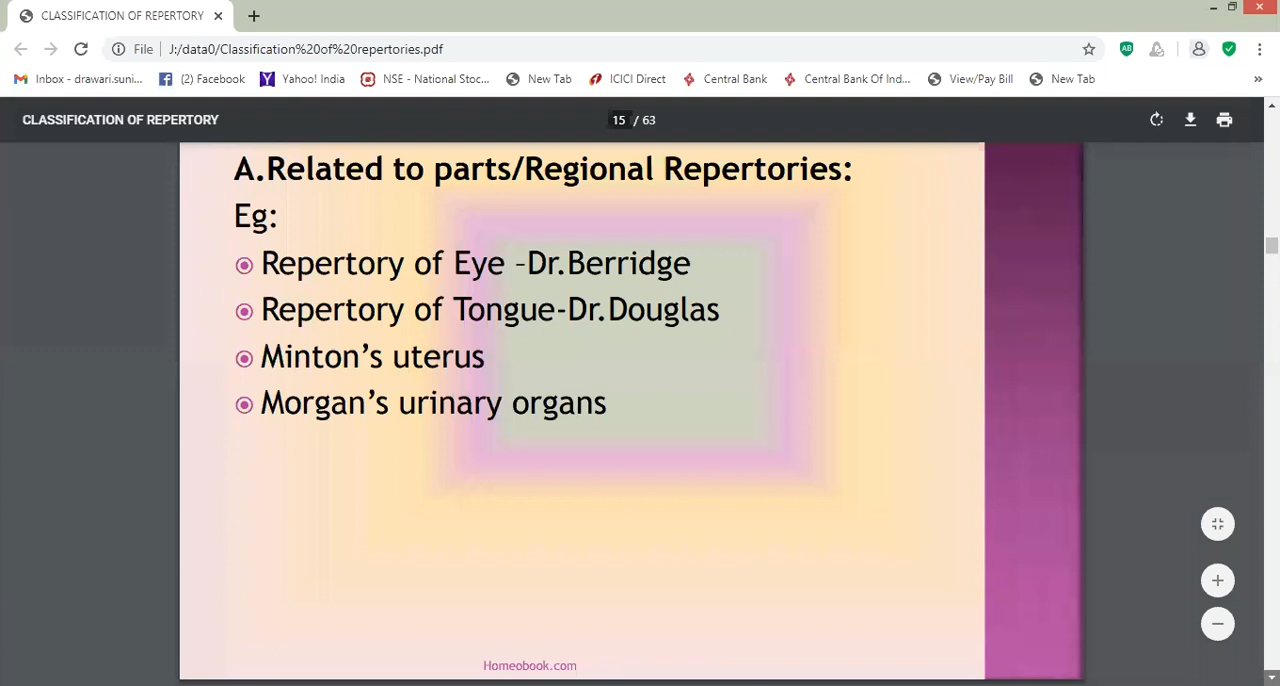 CLASSIFICATION OF REPERTORY
File J:/data0/Classification%20of%20repertories.pdf
AB
Inbox - drawari.suni... (2) Facebook Yahoo! India NSE - National Stoc... New Tab ICICI Direct Central Bank Central Bank Of Ind... View/Pay Bill New Tab »
CLASSIFICATION OF REPERTORY 15 / 63
A.Related to parts/Regional Repertories:
Eg:
Repertory of Eye –Dr.Berridge
Repertory of Tongue-Dr.Douglas
Minton’s uterus
Morgan’s urinary organs
Homeobook.com